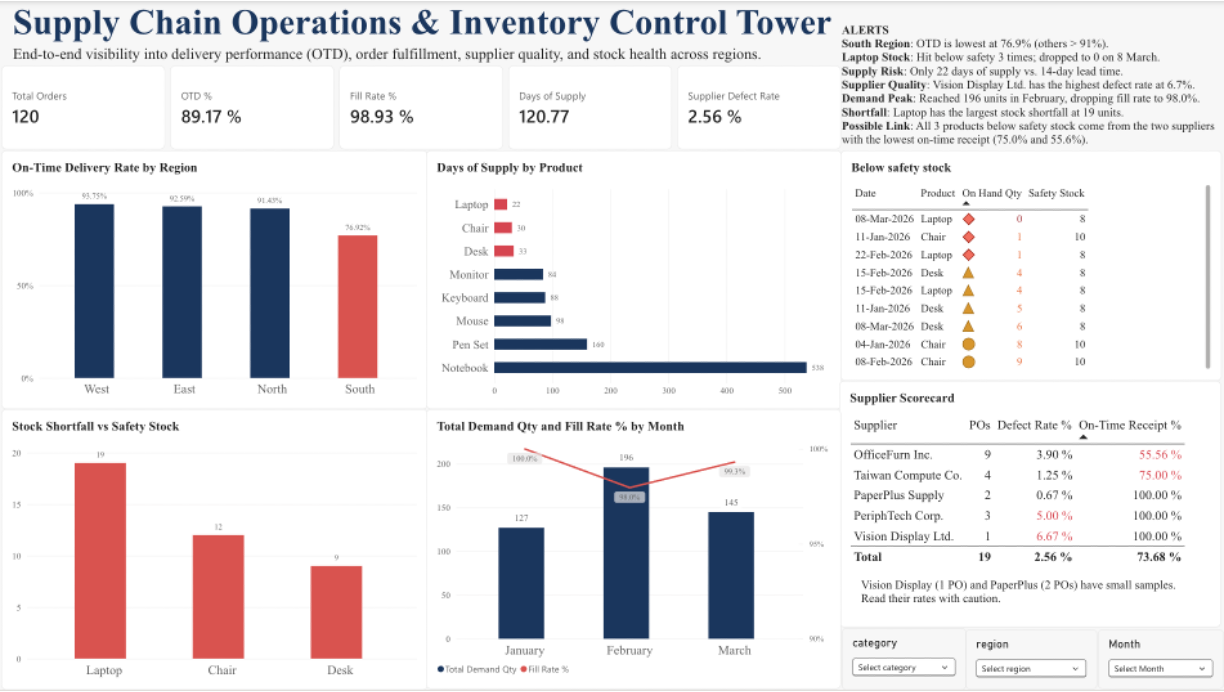 Supply Chain Operations & Inventory Control Tower
End-to-end visibility into delivery performance (OTD), order fulfillment, supplier quality, and stock health across regions.
ALERTS
South Region: OTD is lowest at 76.9% (others > 91%).
Laptop Stock: Hit below safety 3 times; dropped to 0 on 8 March.
Supply Risk: Only 22 days of supply vs. 14-day lead time.
Supplier Quality: Vision Display Ltd. has the highest defect rate at 6.7%.
Demand Peak: Reached 196 units in February, dropping fill rate to 98.0%.
Shortfall: Laptop has the largest stock shortfall at 19 units.
Possible Link: All 3 products below safety stock come from the two suppliers
with the lowest on-time receipt (75.0% and 55.6%).
Total Orders
120
OTD %
89.17 %
Fill Rate %
98.93 %
Days of Supply
120.77
Supplier Defect Rate
2.56 %
On-Time Delivery Rate by Region
100%
50%
0%
93.75%
92.59%
91.43%
76.92%
West East North South
Days of Supply by Product
Laptop 22
Chair 30
Desk 33
Monitor 84
Keyboard 88
Mouse 98
Pen Set 160
Notebook 538
0 100 200 300 400 500
Below safety stock
Date Product On Hand Qty Safety Stock
08-Mar-2026 Laptop 0 8
11-Jan-2026 Chair 1 10
22-Feb-2026 Laptop 1 8
15-Feb-2026 Desk 4 8
15-Feb-2026 Laptop 4 8
11-Jan-2026 Desk 5 8
08-Mar-2026 Desk 6 8
04-Jan-2026 Chair 8 10
08-Feb-2026 Chair 9 10
Stock Shortfall vs Safety Stock
20
15
10
5
0
19
12
9
Laptop Chair Desk
Total Demand Qty and Fill Rate % by Month
200
150
100
50
0
100%
95%
90%
100.0%
98.0%
99.3%
127
196
145
January February March
Total Demand Qty Fill Rate %
Supplier Scorecard
Supplier POs Defect Rate % On-Time Receipt %
OfficeFurn Inc. 9 3.90 % 55.56 %
Taiwan Compute Co. 4 1.25 % 75.00 %
PaperPlus Supply 2 0.67 % 100.00 %
PeriphTech Corp. 3 5.00 % 100.00 %
Vision Display Ltd. 1 6.67 % 100.00 %
Total 19 2.56 % 73.68 %
Vision Display (1 PO) and PaperPlus (2 POs) have small samples.
Read their rates with caution.
category
Select category
region
Select region
Month
Select Month